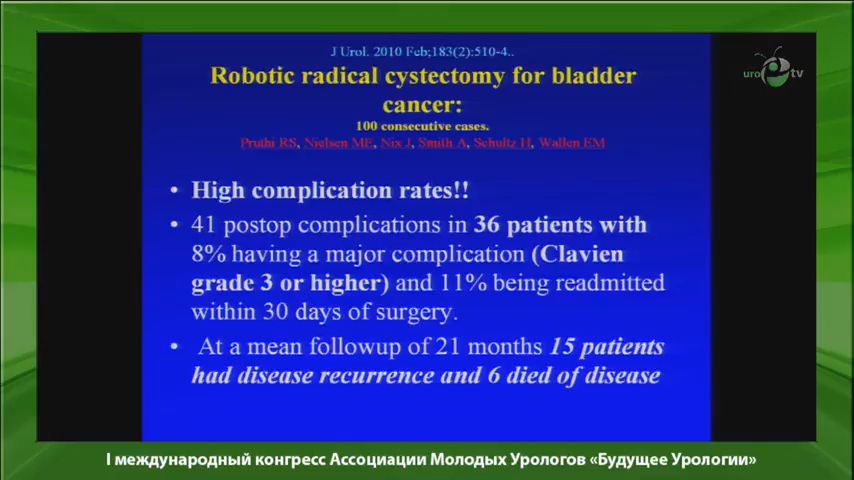 J Urol. 2010 Feb;183(2):510-4..
Robotic radical cystectomy for bladder
cancer:
100 consecutive cases.
Pruthi RS, Nielsen ME, Nix J, Smith A, Schultz H, Wallen EM
uro tv
• High complication rates!!
• 41 postop complications in 36 patients with
8% having a major complication (Clavien
grade 3 or higher) and 11% being readmitted
within 30 days of surgery.
• At a mean followup of 21 months 15 patients
had disease recurrence and 6 died of disease
I международный конгресс Ассоциации Молодых Урологов «Будущее Урологии»